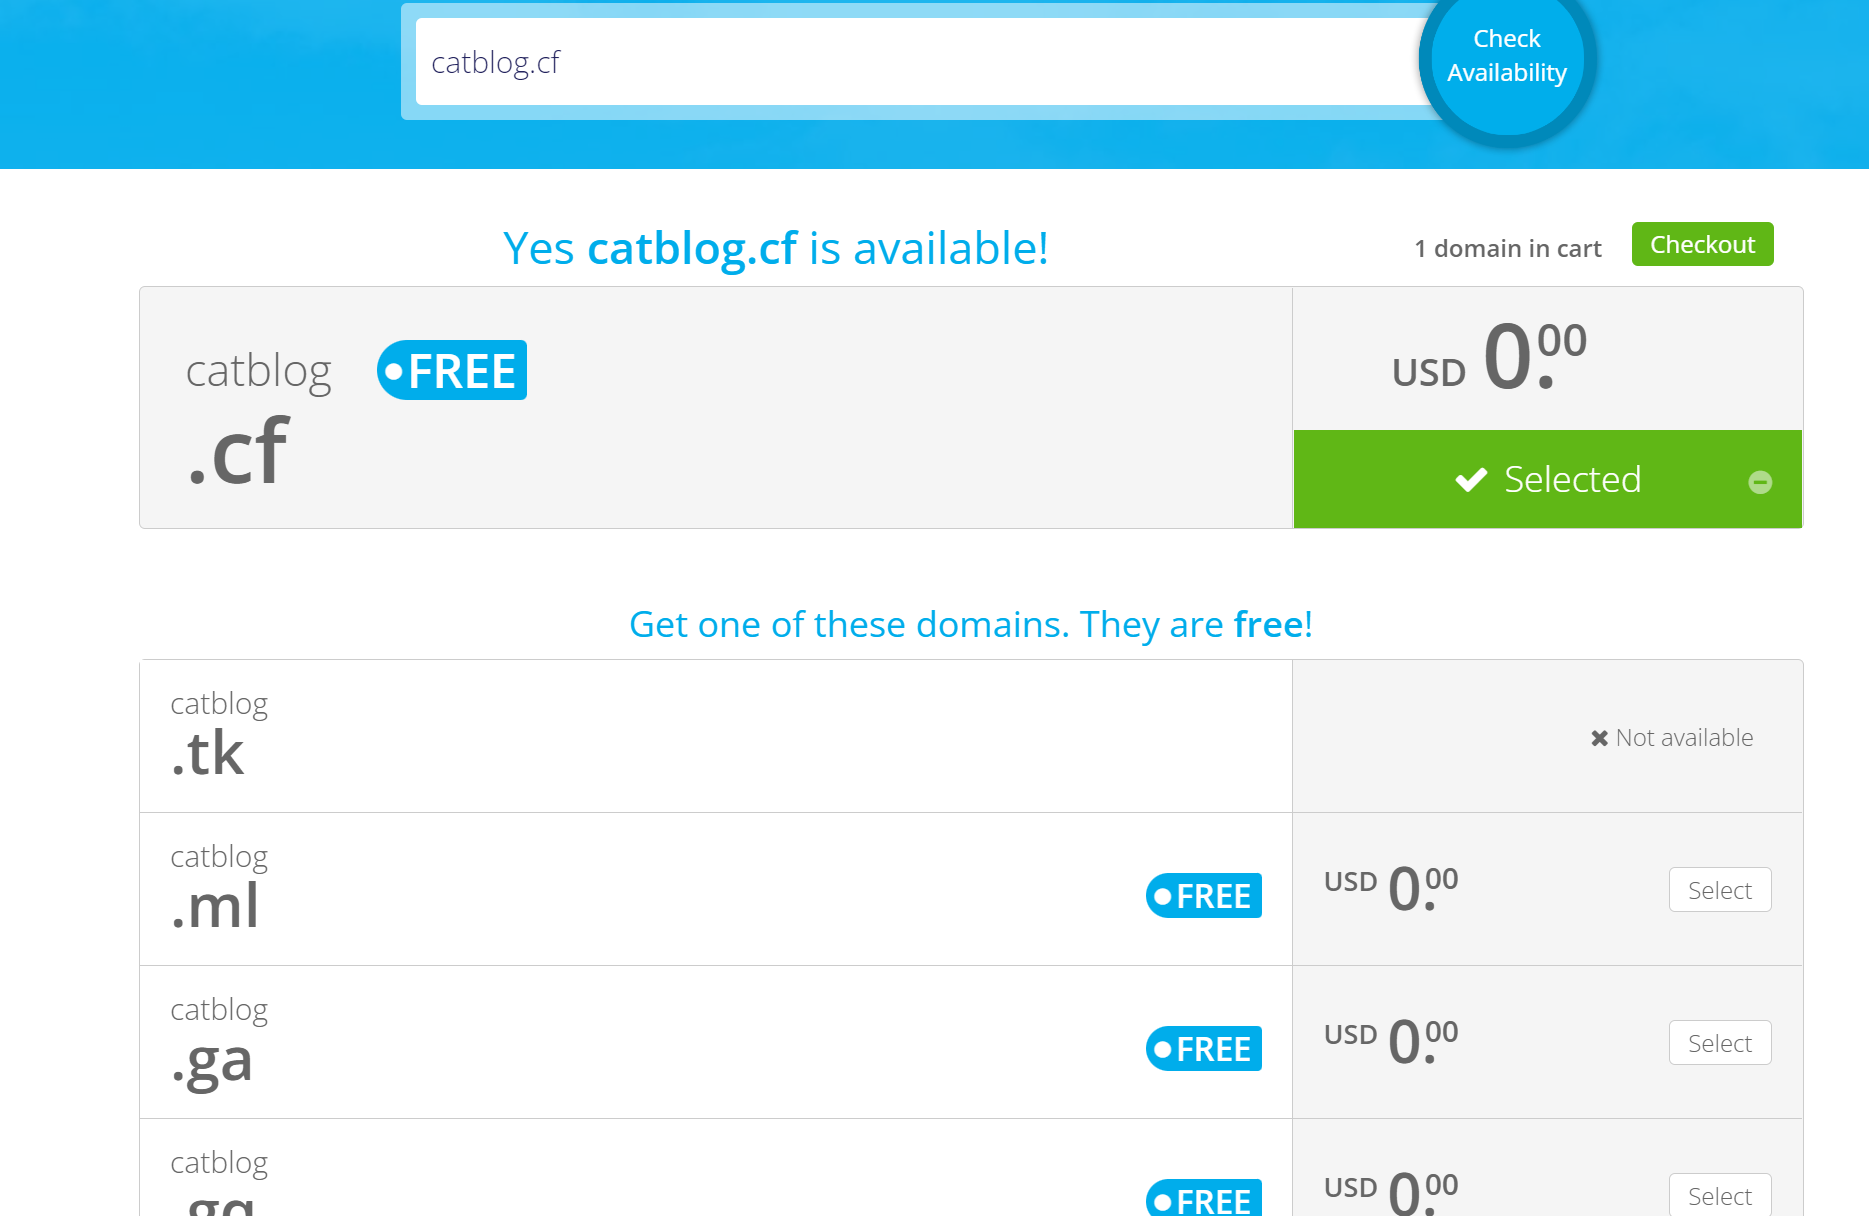 catblog.cf
Check
Availability
Yes catblog.cf is available!
1 domain in cart
Checkout
catblog
FREE
.cf
USD 0.00
Selected
Get one of these domains. They are free!
catblog
.tk
Not available
catblog
.ml
FREE
USD 0.00
Select
catblog
.ga
FREE
USD 0.00
Select
catblog
.gq
FREE
USD 0.00
Select